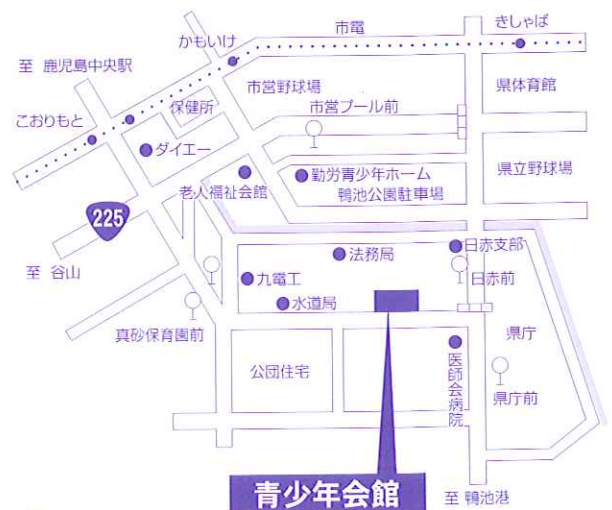 市電
きしゃば
かもいけ
至 鹿児島中央駅
市営野球場
県体育館
保健所
市営プール前
こおりもと
ダイエー
県立野球場
勤労青少年ホーム
老人福祉会館
鴨池公園駐車場
225
日赤支部
法務局
至 谷山
九電工
日赤前
水道局
真砂保育園前
県庁
公団住宅
医師会病院
県庁前
青少年会館
至 鴨池港